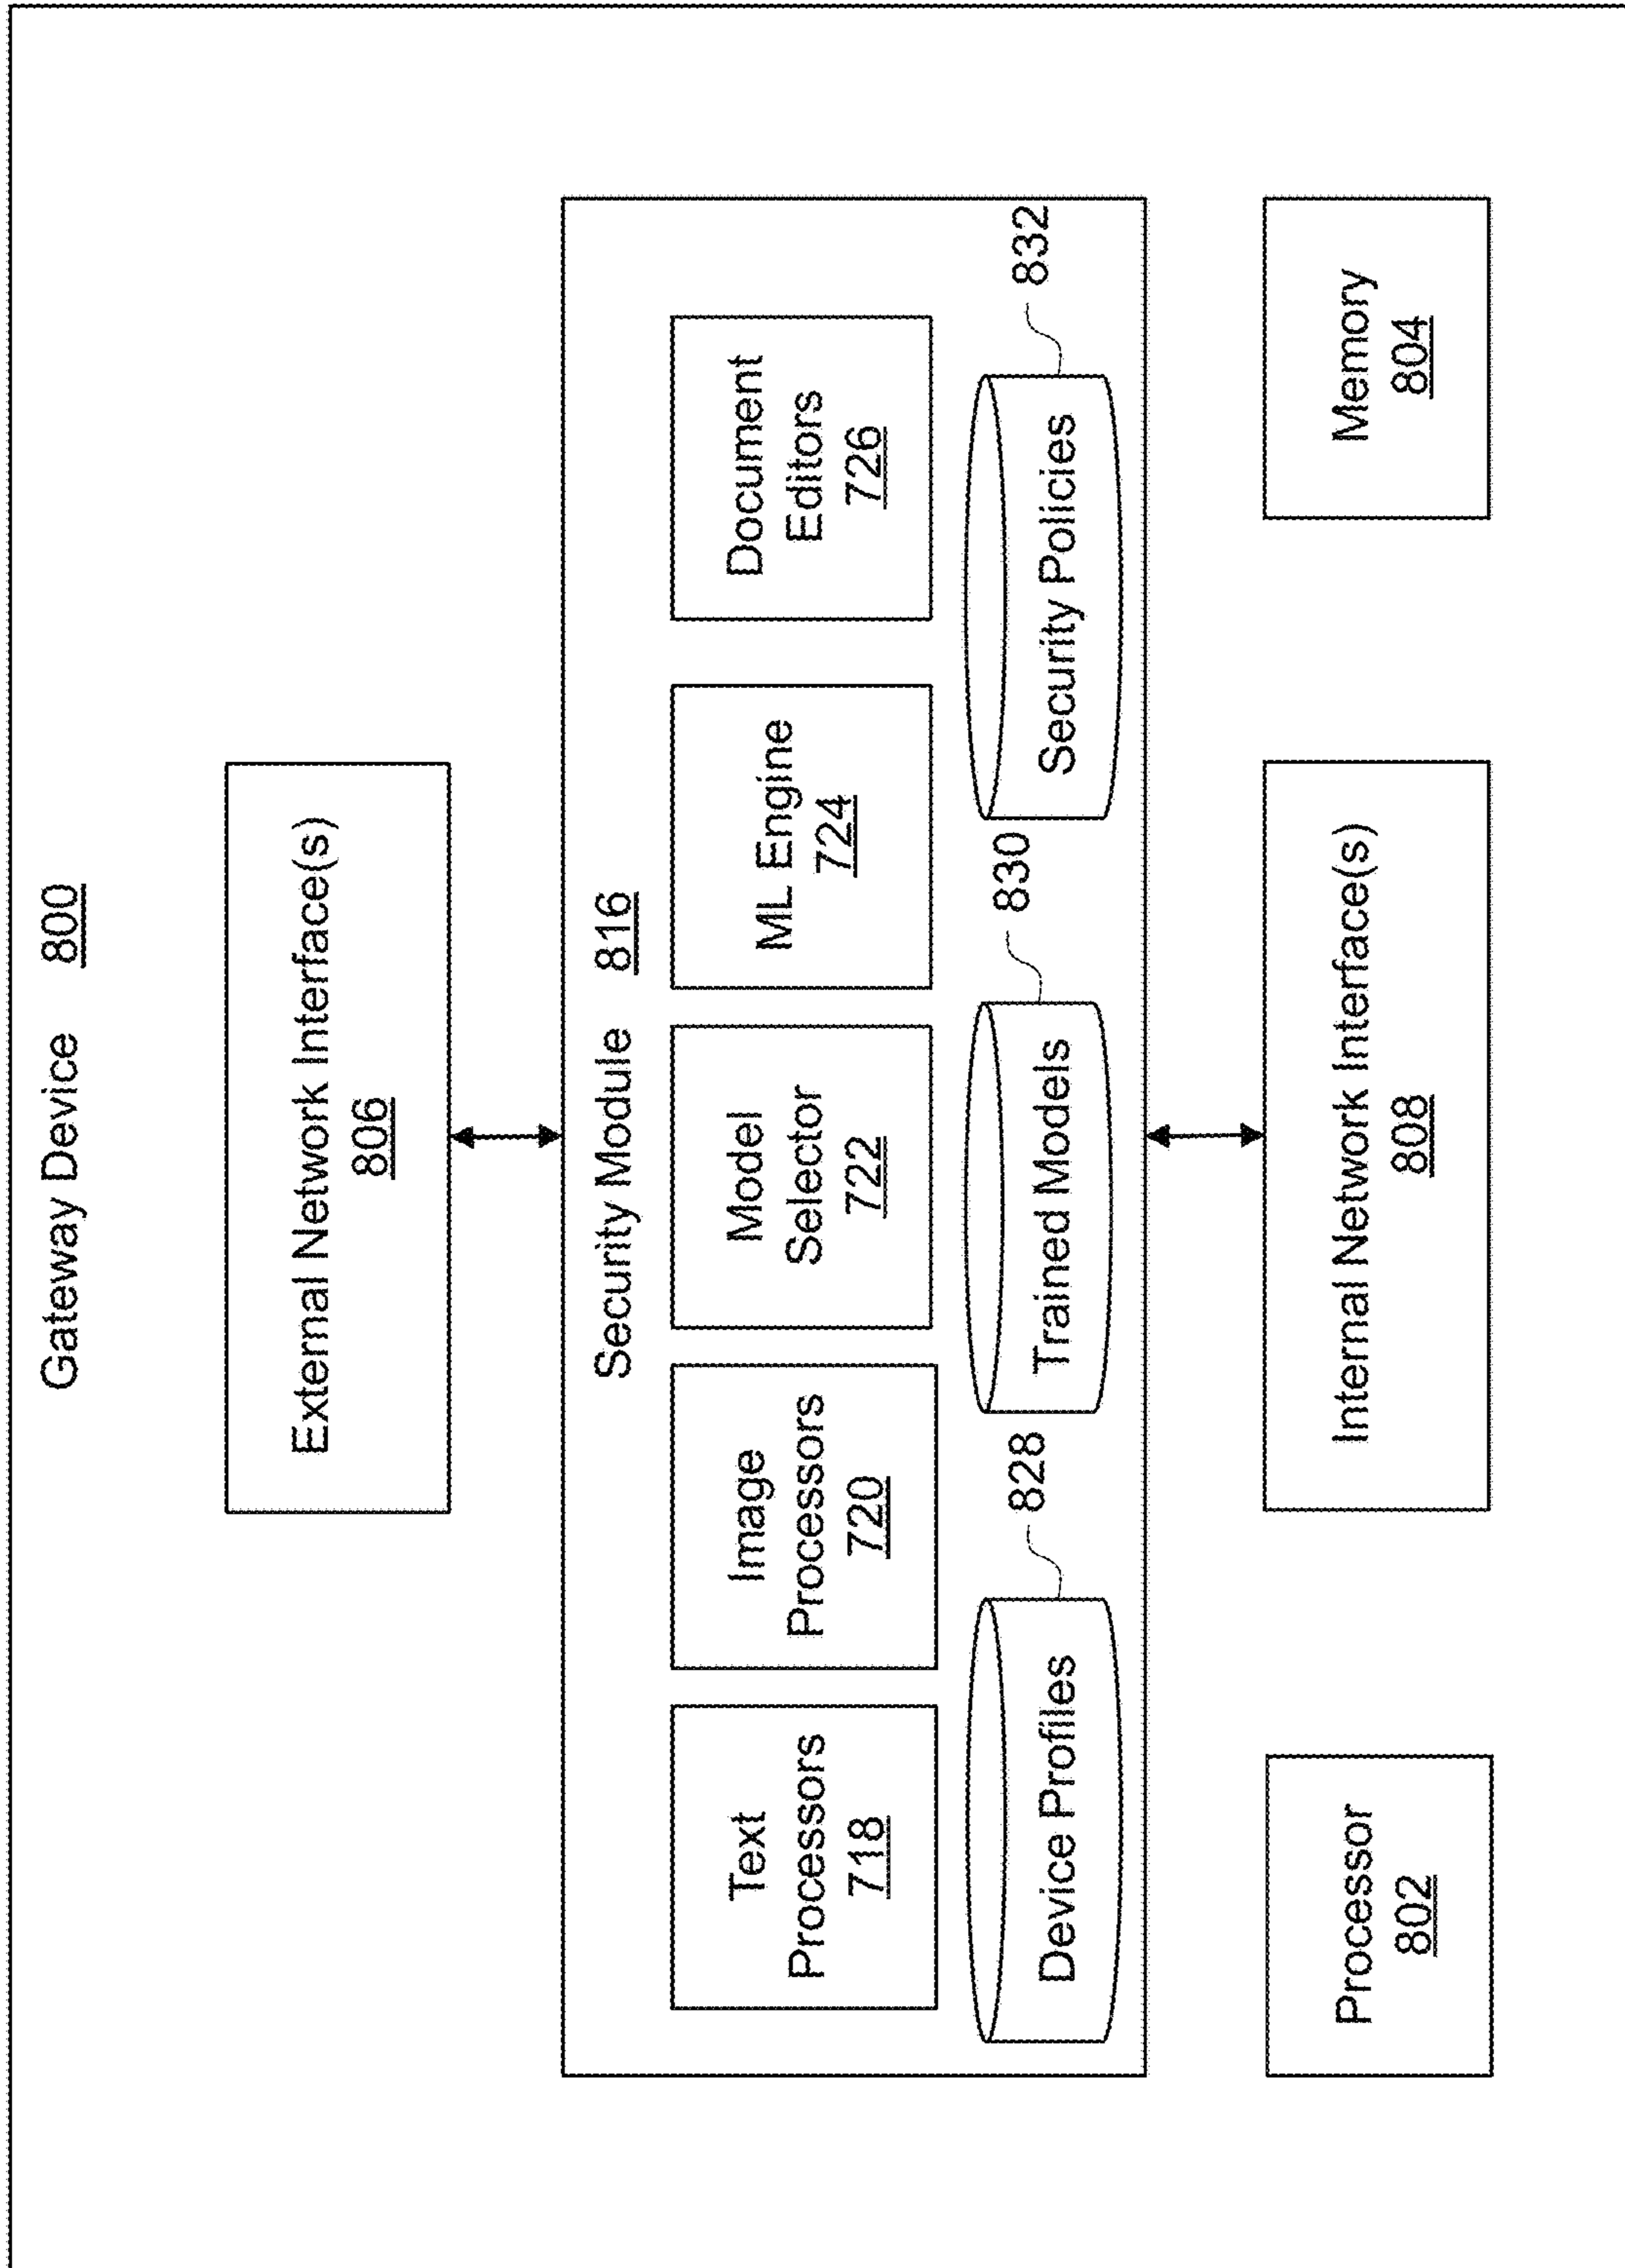 Gateway Device 800
External Network Interface(s)
806
Security Module 816
Text
Processors
718
Image
Processors
720
Model
Selector
722
ML Engine
724
Document
Editors
726
Device Profiles
828
Trained Models
830
Security Policies
832
Processor
802
Internal Network Interface(s)
808
Memory
804